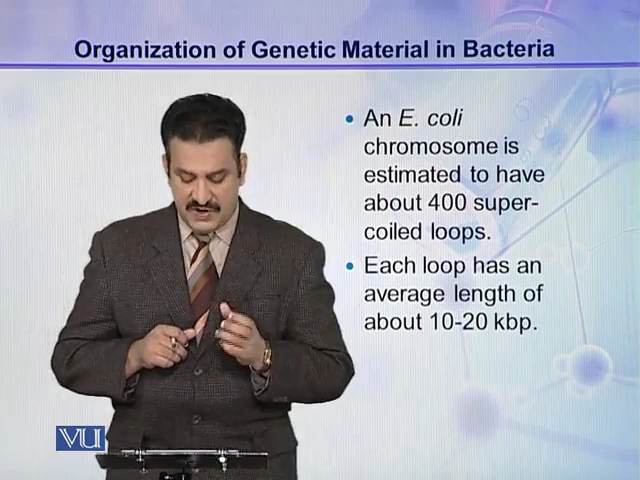 Organization of Genetic Material in Bacteria
• An E. coli
chromosome is
estimated to have
about 400 super-
coiled loops.
• Each loop has an
average length of
about 10-20 kbp.
VU